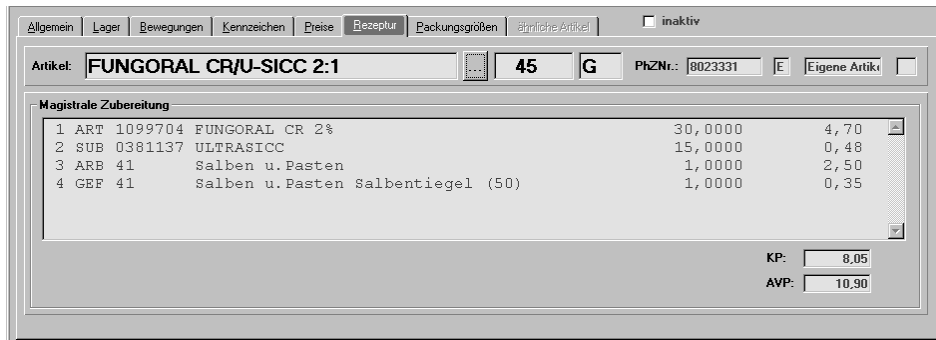 Allgemein Lager Bewegungen Kennzeichen Preise Rezeptur Packungsgrößen ähnliche Artikel inaktiv
Artikel: FUNGORAL CR/U-SICC 2:1 ... 45 G PhZNr.: 8023331 E Eigene Artike
Magistrale Zubereitung
1 ART 1099704 FUNGORAL CR 2% 30,0000 4,70
2 SUB 0381137 ULTRASICC 15,0000 0,48
3 ARB 41 Salben u.Pasten 1,0000 2,50
4 GEF 41 Salben u.Pasten Salbentiegel (50) 1,0000 0,35
KP: 8,05
AVP: 10,90